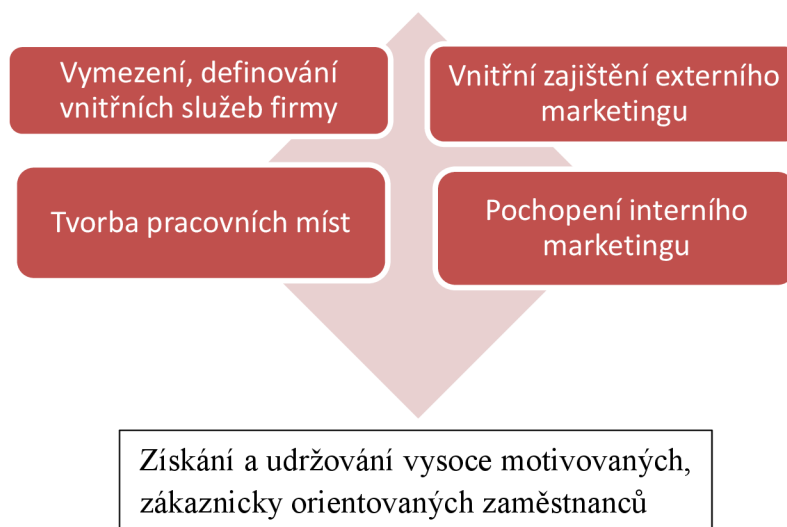 Vymezení, definování
vnitřních služeb firmy
Vnitřní zajištění externího
marketingu
Tvorba pracovních míst
Pochopení interního
marketingu
Získání a udržování vysoce motivovaných,
zákaznicky orientovaných zaměstnanců